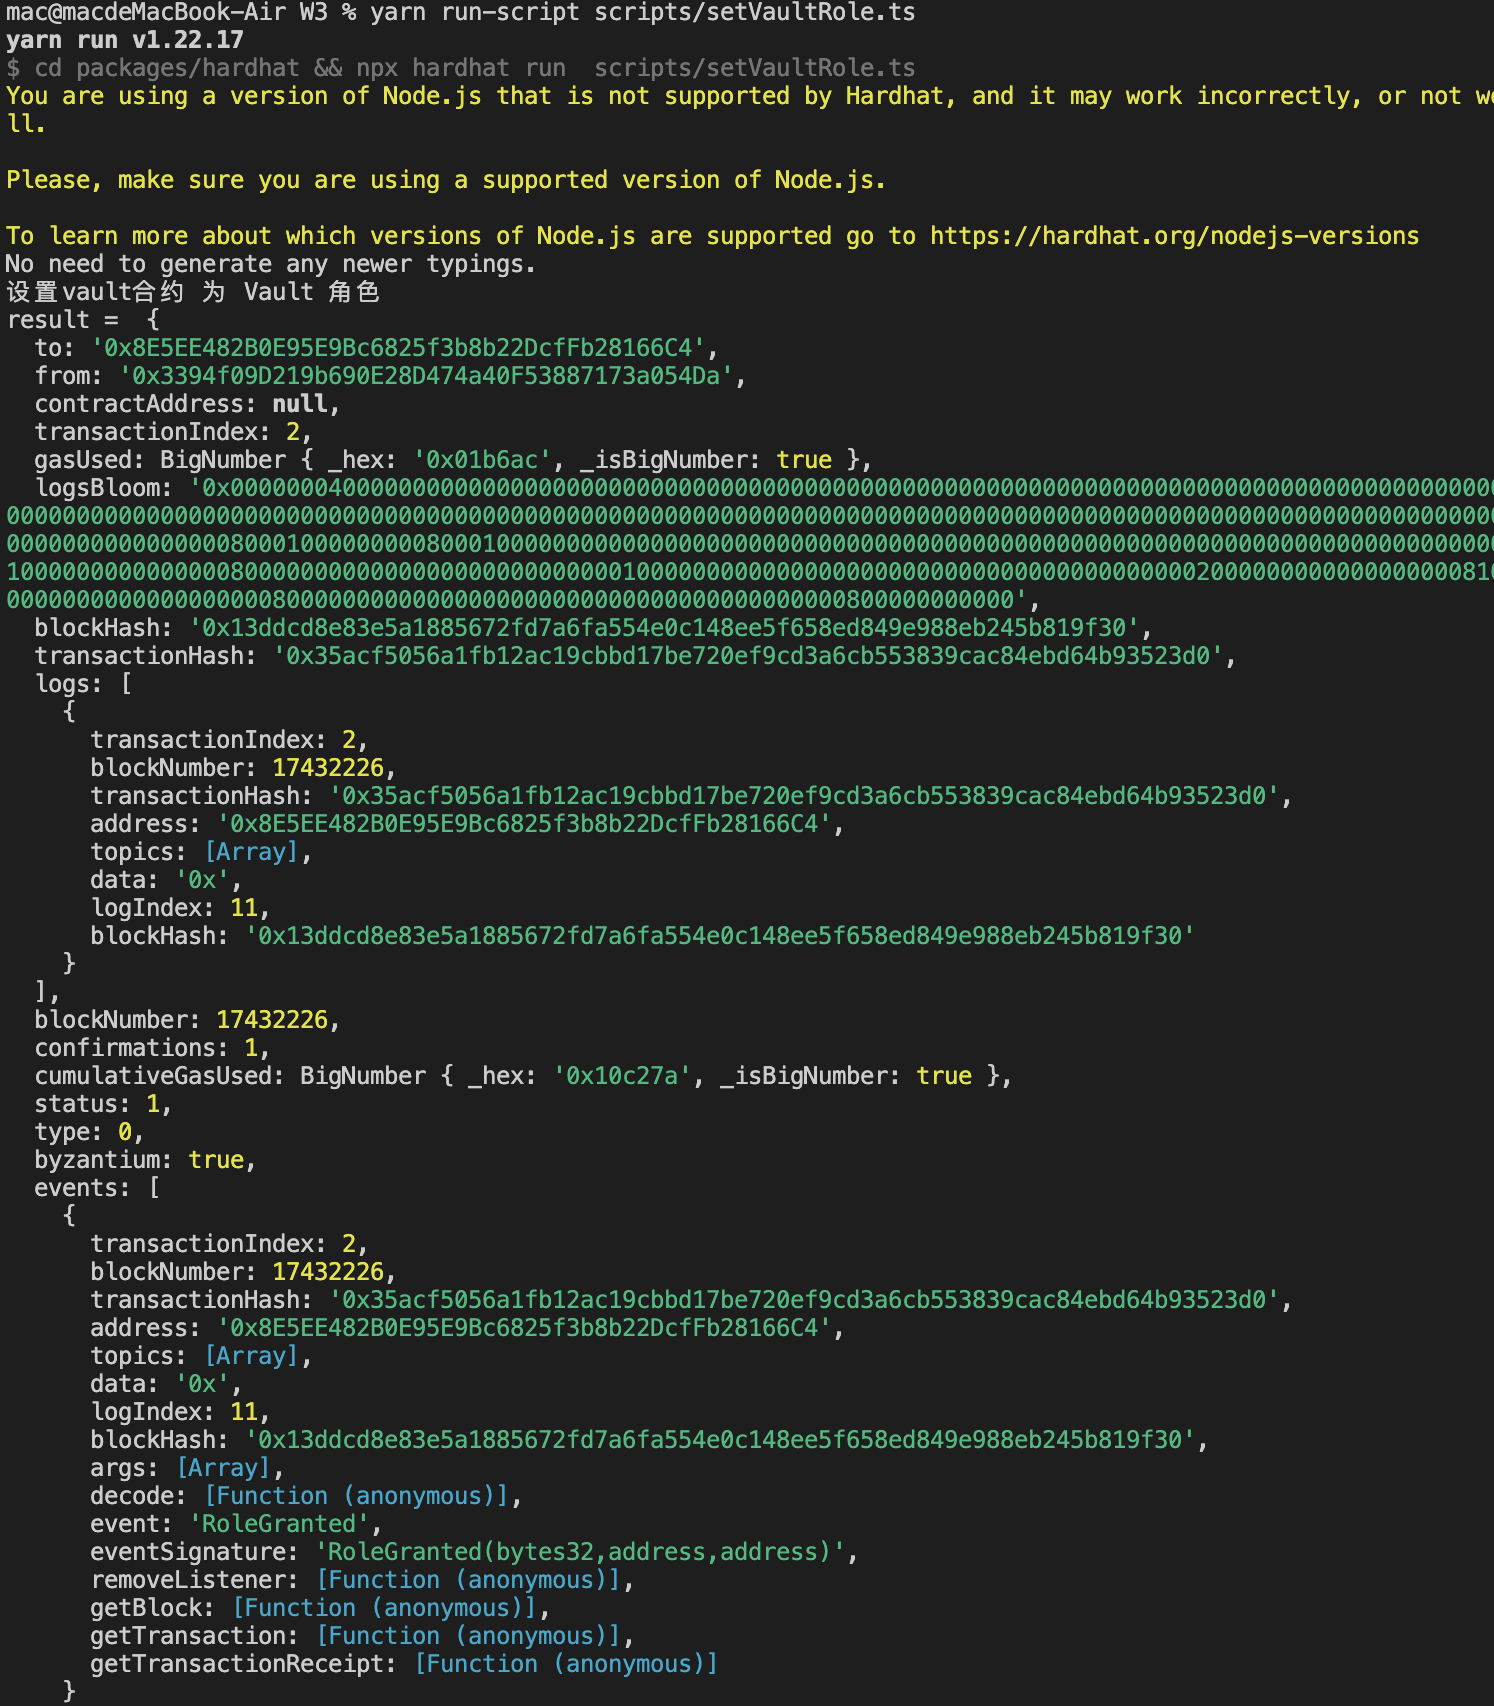 mac@macdeMacBook-Air W3 % yarn run-script scripts/setVaultRole.ts
yarn run v1.22.17
$ cd packages/hardhat && npx hardhat run  scripts/setVaultRole.ts
You are using a version of Node.js that is not supported by Hardhat, and it may work incorrectly, or not wo
ll.
Please, make sure you are using a supported version of Node.js.
To learn more about which versions of Node.js are supported go to https://hardhat.org/nodejs-versions
No need to generate any newer typings.
设置vault合约 为 Vault 角色
result =  {
to: '0x8E5EE482B0E95E9Bc6825f3b8b22DcfFb28166C4',
from: '0x3394f09D219b690E28D474a40F53887173a054Da',
contractAddress: null,
transactionIndex: 2,
gasUsed: BigNumber { _hex: '0x01b6ac', _isBigNumber: true },
logsBloom:
blockHash: '0x13ddcd8e83e5a1885672fd7a6fa554e0c148ee5f658ed849e988eb245b819f30',
transactionHash: '0x35acf5056a1fb12ac19cbbd17be720ef9cd3a6cb553839cac84ebd64b93523d0',
logs: [
{
transactionIndex: 2,
blockNumber: 17432226,
transactionHash: '0x35acf5056a1fb12ac19cbbd17be720ef9cd3a6cb553839cac84ebd64b93523d0',
address: '0x8E5EE482B0E95E9Bc6825f3b8b22DcfFb28166C4',
topics: [Array],
data: '0x',
logIndex: 11,
blockHash: '0x13ddcd8e83e5a1885672fd7a6fa554e0c148ee5f658ed849e988eb245b819f30'
}
],
blockNumber: 17432226,
confirmations: 1,
cumulativeGasUsed: BigNumber { _hex: '0x10c27a', _isBigNumber: true },
status: 1,
type: 0,
byzantium: true,
events: [
{
transactionIndex: 2,
blockNumber: 17432226,
transactionHash: '0x35acf5056a1fb12ac19cbbd17be720ef9cd3a6cb553839cac84ebd64b93523d0',
address: '0x8E5EE482B0E95E9Bc6825f3b8b22DcfFb28166C4',
topics: [Array],
data: '0x',
logIndex: 11,
blockHash: '0x13ddcd8e83e5a1885672fd7a6fa554e0c148ee5f658ed849e988eb245b819f30',
args: [Array],
decode: [Function (anonymous)],
event: 'RoleGranted',
eventSignature: 'RoleGranted(bytes32,address,address)',
removeListener: [Function (anonymous)],
getBlock: [Function (anonymous)],
getTransaction: [Function (anonymous)],
getTransactionReceipt: [Function (anonymous)]
}